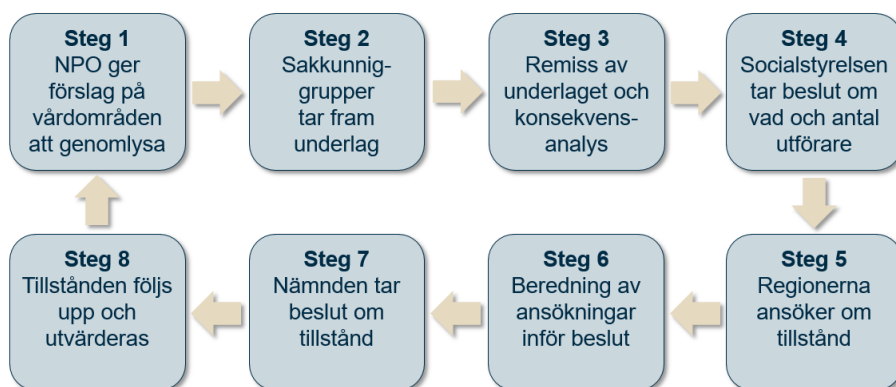 Steg 1
NPO ger
förslag på
vårdområden
att genomlysa
Steg 2
Sakkunnig-
grupper
tar fram
underlag
Steg 3
Remiss av
underlaget och
konsekvens-
analys
Steg 4
Socialstyrelsen
tar beslut om
vad och antal
utförare
Steg 5
Regionerna
ansöker om
tillstånd
Steg 6
Beredning av
ansökningar
inför beslut
Steg 7
Nämnden tar
beslut om
tillstånd
Steg 8
Tillstånden följs
upp och
utvärderas